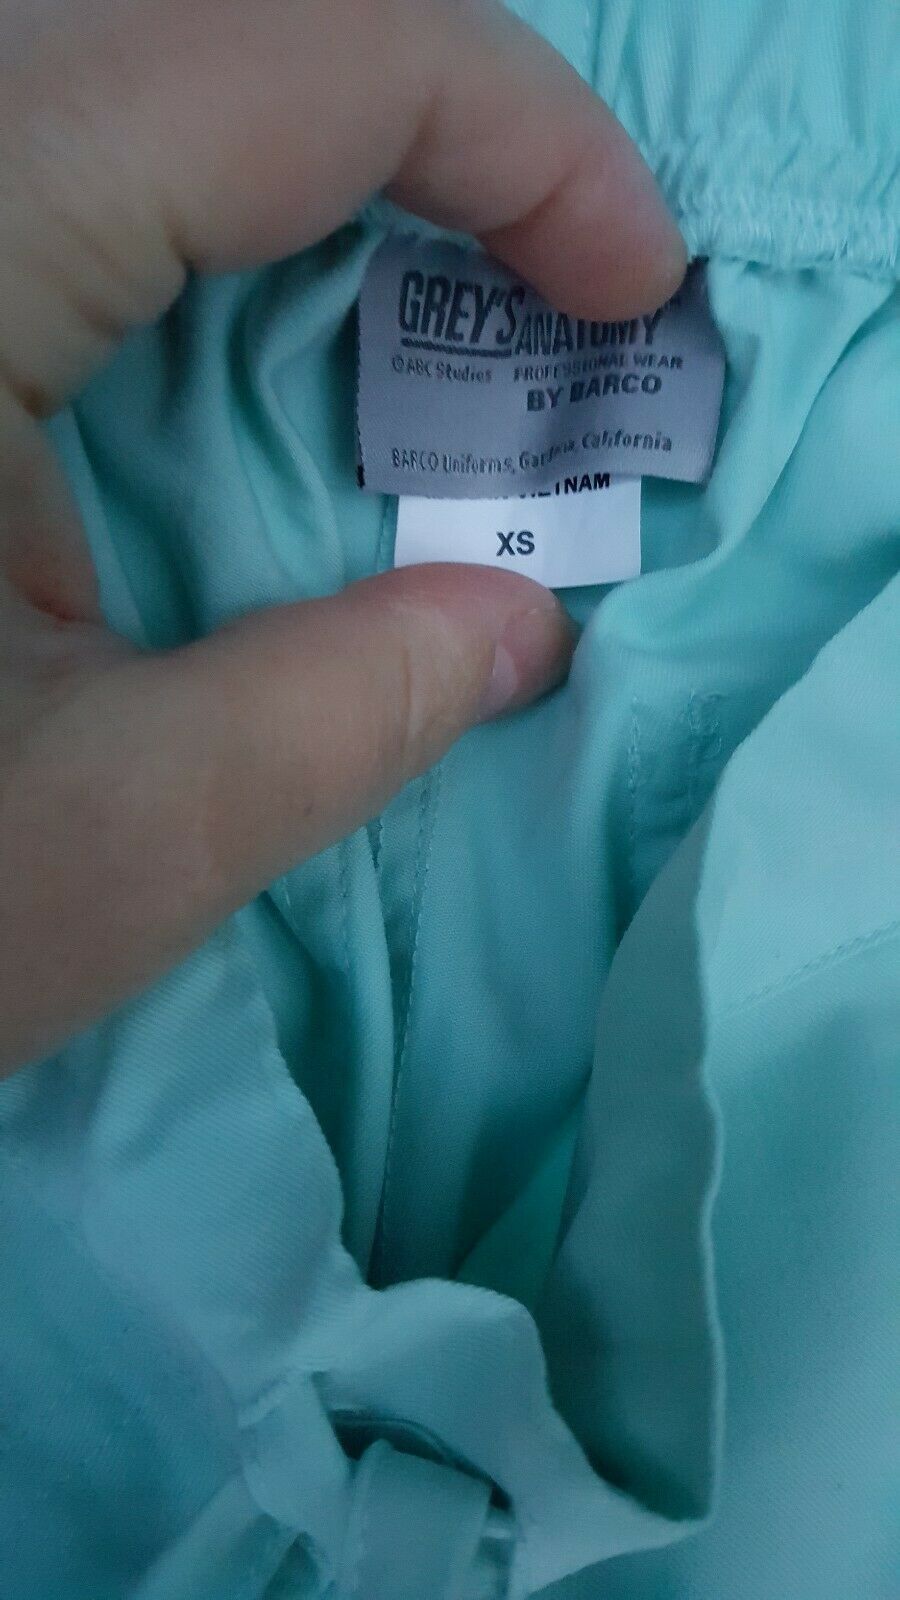 GREY'S ANATOMY
©ABC Studios PROFESSIONAL WEAR
BY BARCO
BARCO Uniforms, Gardena, California
VIETNAM
XS